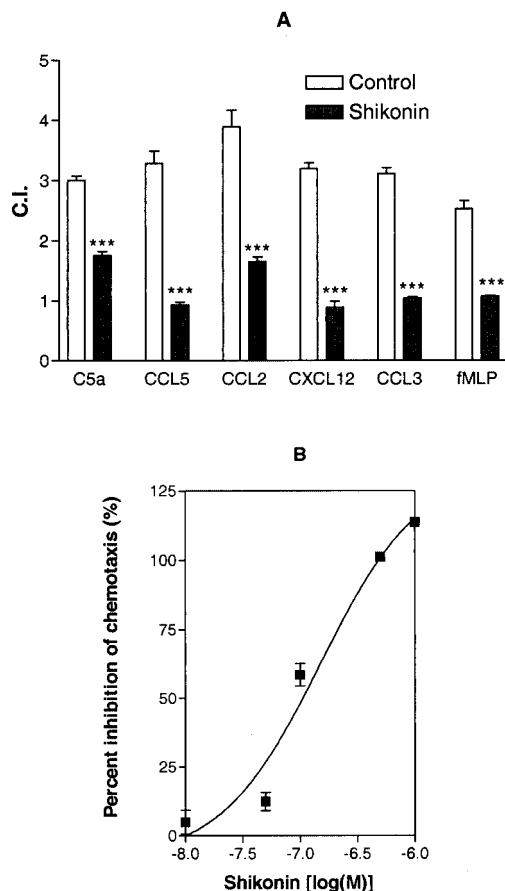 A
Control
Shikonin
C.I.
5
4
3
2
1
0
***
***
***
***
***
***
C5a CCL5 CCL2 CXCL12 CCL3 fMLP
B
Percent inhibition of chemotaxis (%)
125
100
75
50
25
0
-8.0 -7.5 -7.0 -6.5 -6.0
Shikonin [log(M)]